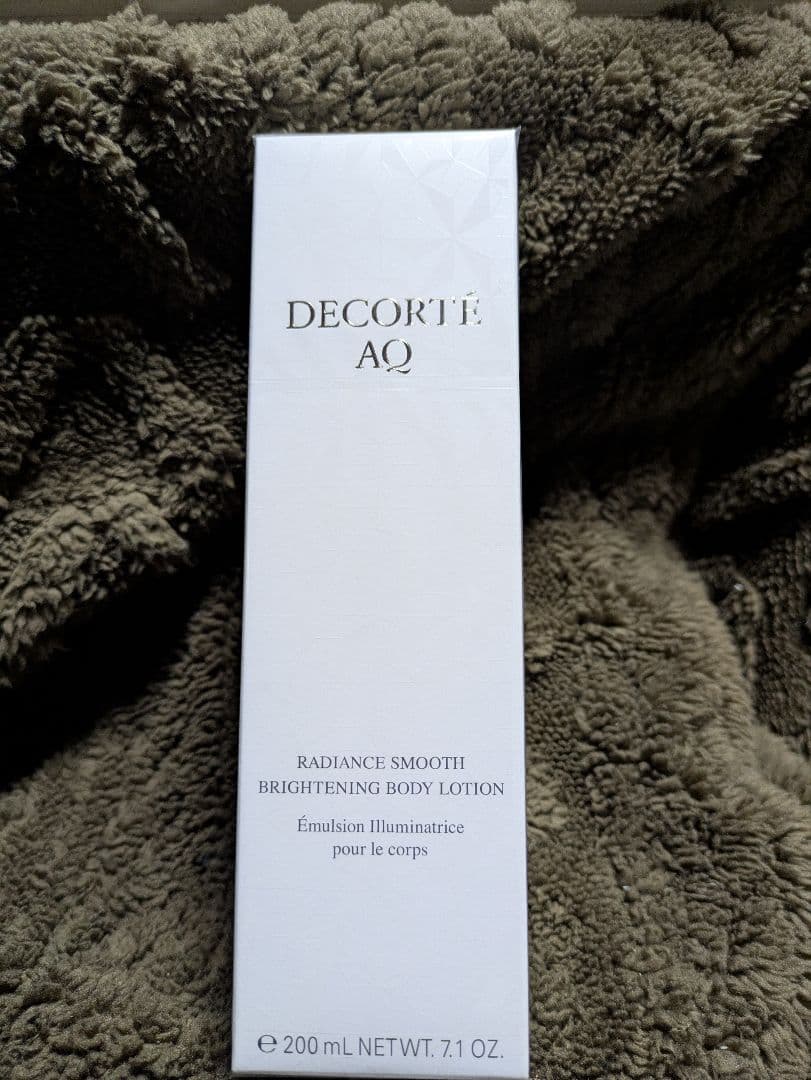 DECORTÉ
AQ
RADIANCE SMOOTH
BRIGHTENING BODY LOTION
Émulsion Illuminatrice
pour le corps
℮ 200 mL NET WT. 7.1 OZ.